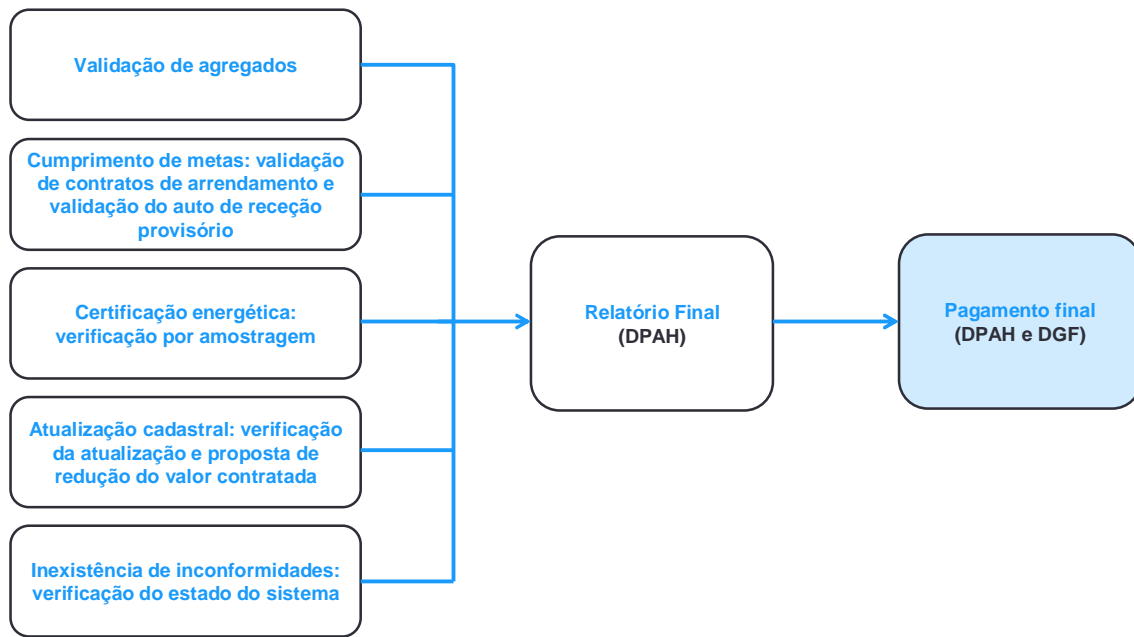 Validação de agregados
Cumprimento de metas: validação
de contratos de arrendamento e
validação do auto de receção
provisório
Certificação energética:
verificação por amostragem
Atualização cadastral: verificação
da atualização e proposta de
redução do valor contratada
Inexistência de inconformidades:
verificação do estado do sistema
Relatório Final
(DPAH)
Pagamento final
(DPAH e DGF)